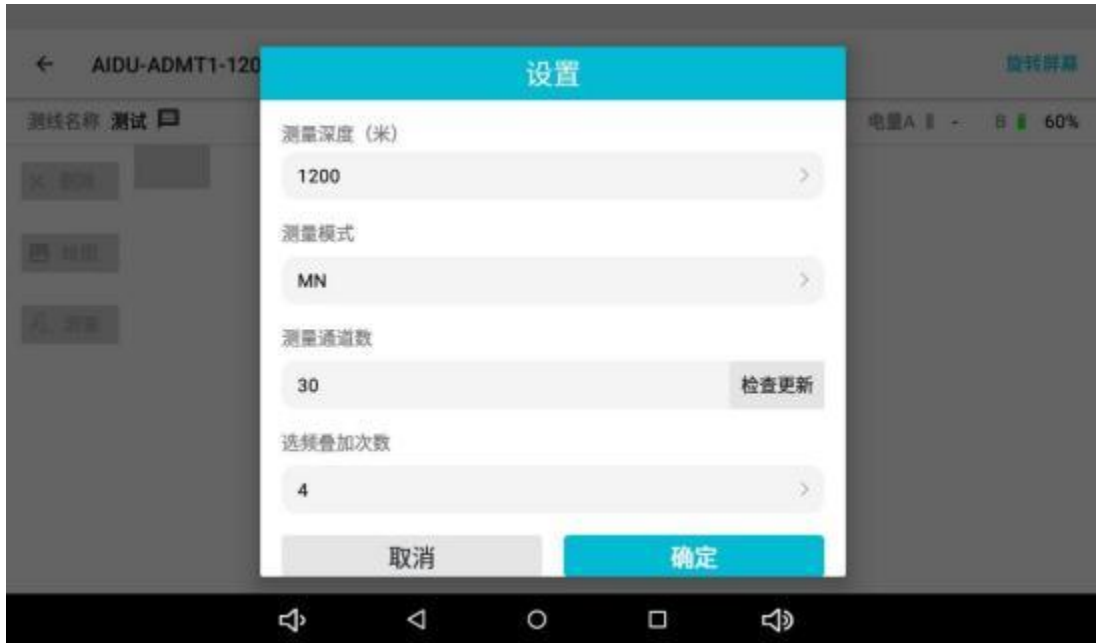 AIDU-ADMT1-120
设置
旋转屏幕
测线名称 测试
电量A - B 60%
测量深度（米）
1200
测量模式
MN
测量通道数
30
检查更新
选频叠加次数
4
取消
确定